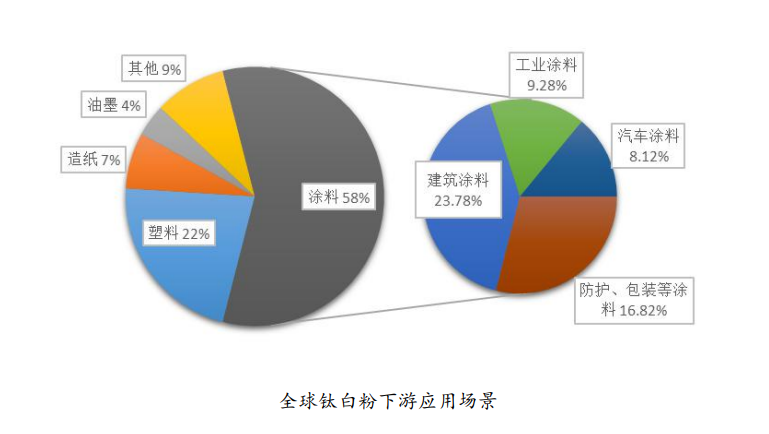 其他 9%
油墨 4%
造纸 7%
塑料 22%
涂料 58%
工业涂料
9.28%
汽车涂料
8.12%
建筑涂料
23.78%
防护、包装等涂
料 16.82%
全球钛白粉下游应用场景